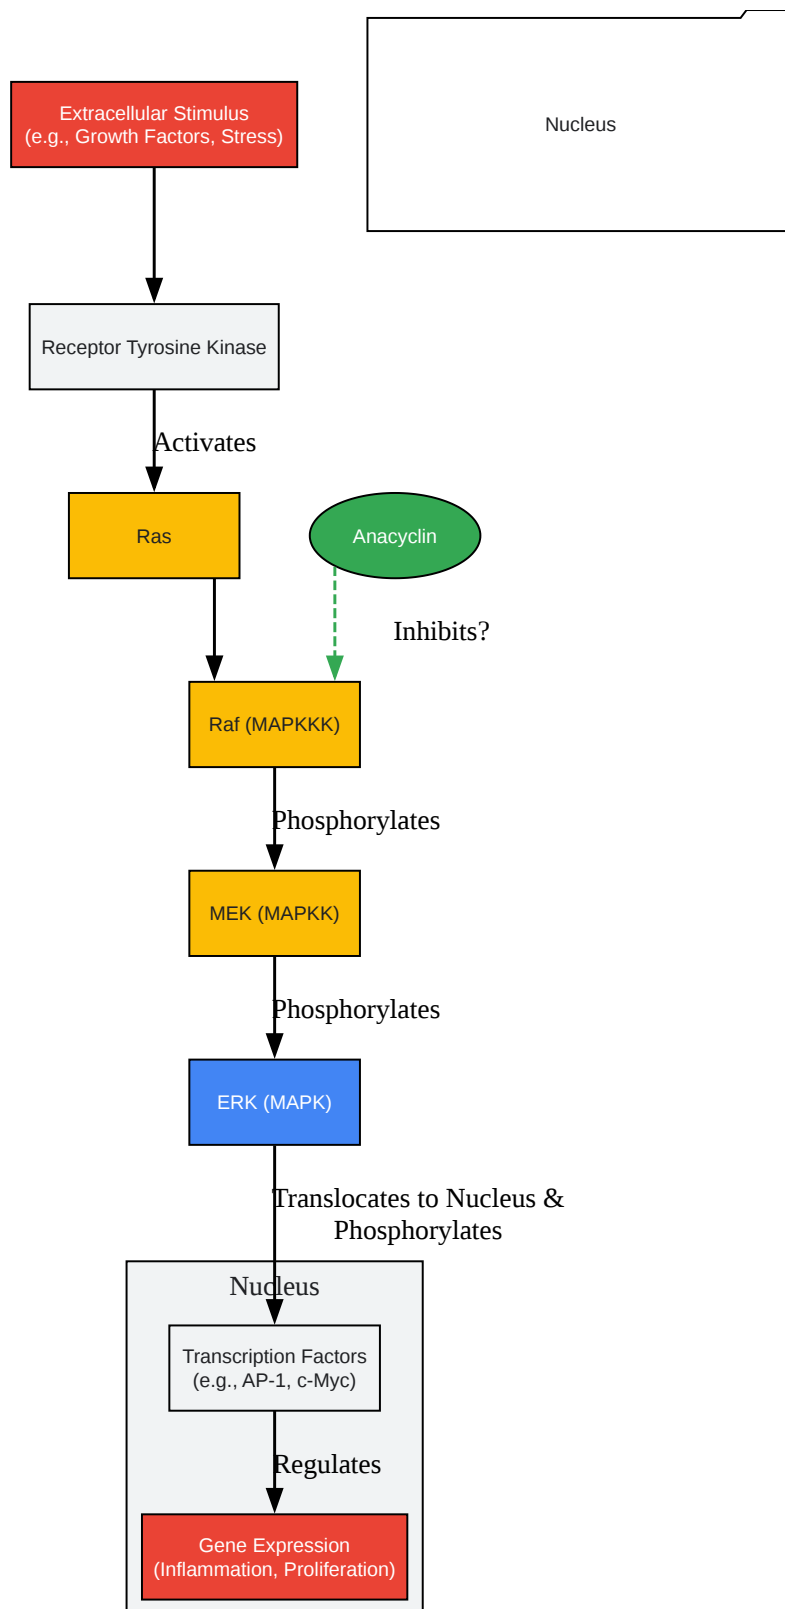 Extracellular Stimulus
(e.g., Growth Factors, Stress)
Nucleus
Receptor Tyrosine Kinase
Activates
Ras
Anacyclin
Inhibits?
Raf (MAPKKK)
Phosphorylates
MEK (MAPKK)
Phosphorylates
ERK (MAPK)
Translocates to Nucleus &
Phosphorylates
Nucleus
Transcription Factors
(e.g., AP-1, c-Myc)
Regulates
Gene Expression
(Inflammation, Proliferation)